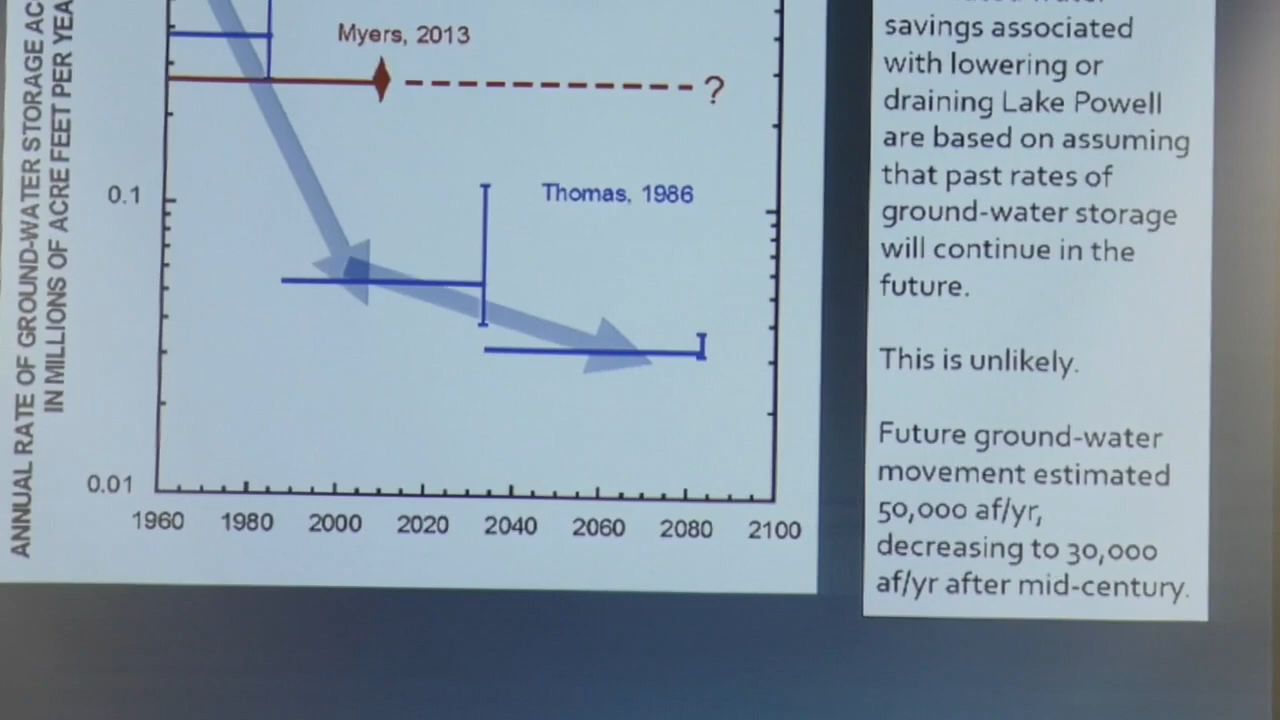 ANNUAL RATE OF GROUND-WATER STORAGE
IN MILLIONS OF ACRE FEET PER YEA
Myers, 2013
?
Thomas, 1986
0.1
0.01
1960 1980 2000 2020 2040 2060 2080 2100
savings associated
with lowering or
draining Lake Powell
are based on assuming
that past rates of
ground-water storage
will continue in the
future.
This is unlikely.
Future ground-water
movement estimated
50,000 af/yr,
decreasing to 30,000
af/yr after mid-century.